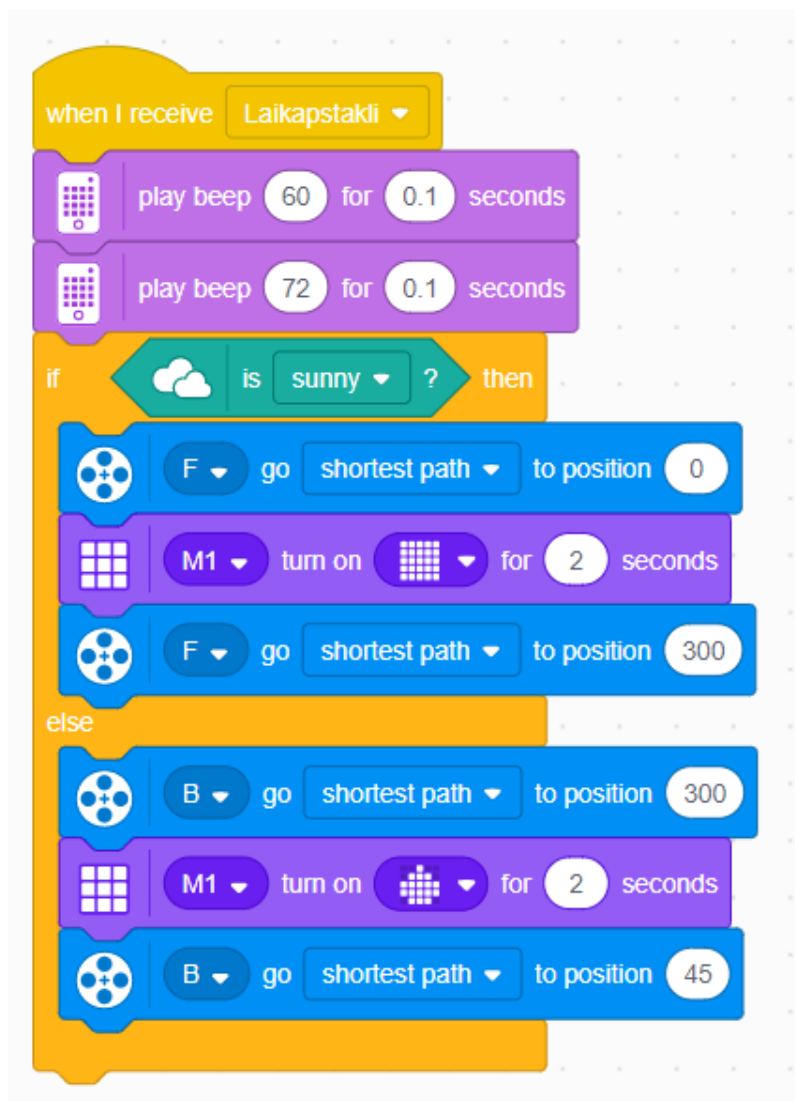 when I receive Laikapstakli
play beep 60 for 0.1 seconds
play beep 72 for 0.1 seconds
if is sunny ? then
F go shortest path to position 0
M1 turn on for 2 seconds
F go shortest path to position 300
else
B go shortest path to position 300
M1 turn on for 2 seconds
B go shortest path to position 45